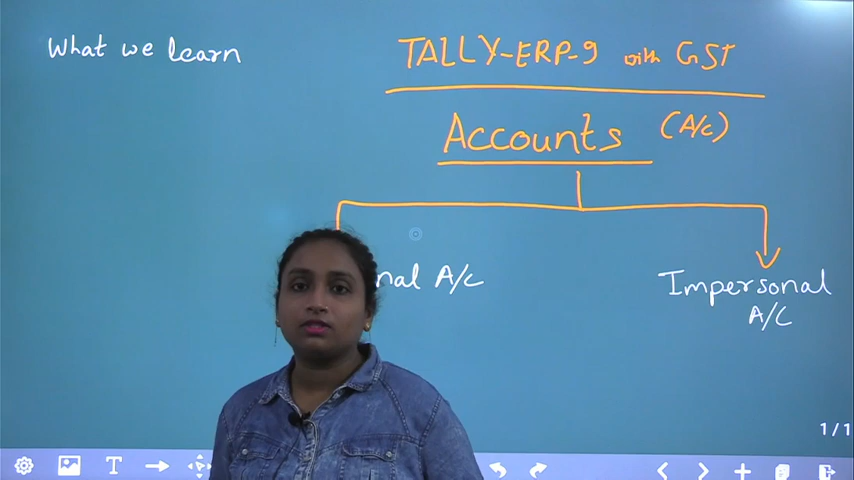 What we learn
TALLY-ERP-9 with GST
Accounts (A/c)
nal A/c
Impersonal
A/C
1/1
T